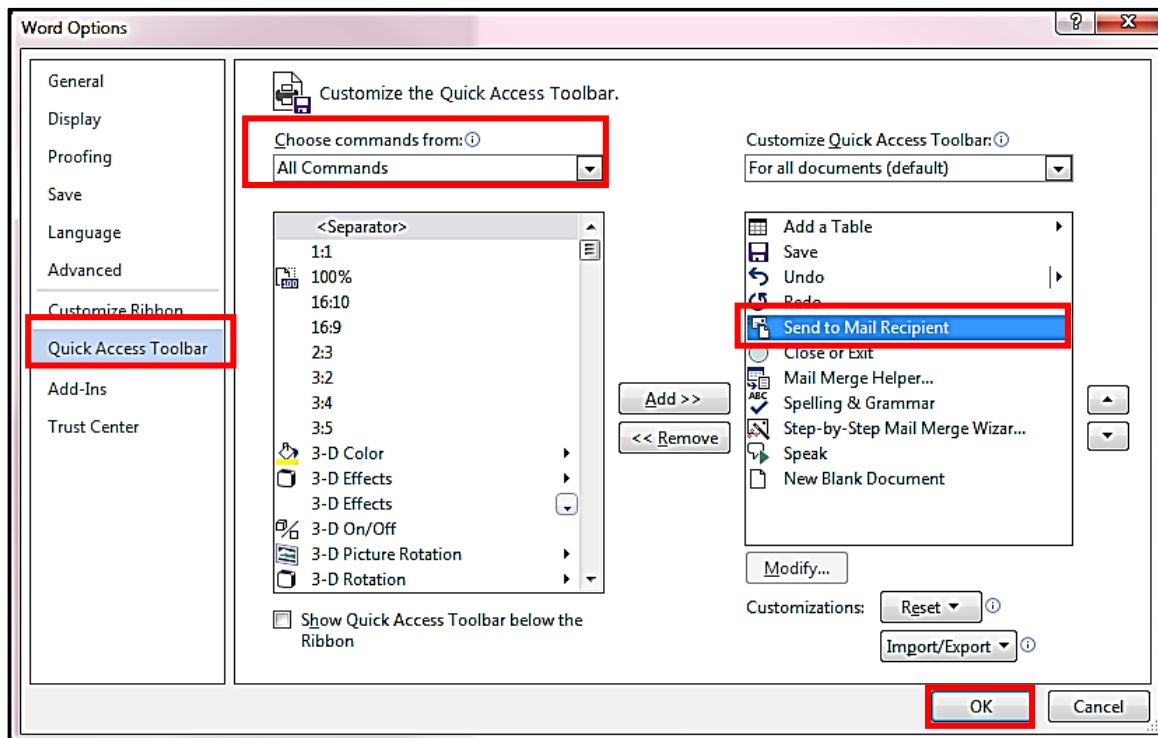 Word Options
?
X
General
Display
Proofing
Save
Language
Advanced
Customize Ribbon
Quick Access Toolbar
Add-Ins
Trust Center
Customize the Quick Access Toolbar.
Choose commands from:
All Commands
<Separator>
1:1
100%
16:10
16:9
2:3
3:2
3:4
3:5
3-D Color
3-D Effects
3-D Effects
3-D On/Off
3-D Picture Rotation
3-D Rotation
Show Quick Access Toolbar below the
Ribbon
Add >>
<< Remove
Customize Quick Access Toolbar:
For all documents (default)
Add a Table
Save
Undo
Redo
Send to Mail Recipient
Close or Exit
Mail Merge Helper...
Spelling & Grammar
Step-by-Step Mail Merge Wizar...
Speak
New Blank Document
Modify...
Customizations:
Reset
Import/Export
OK
Cancel